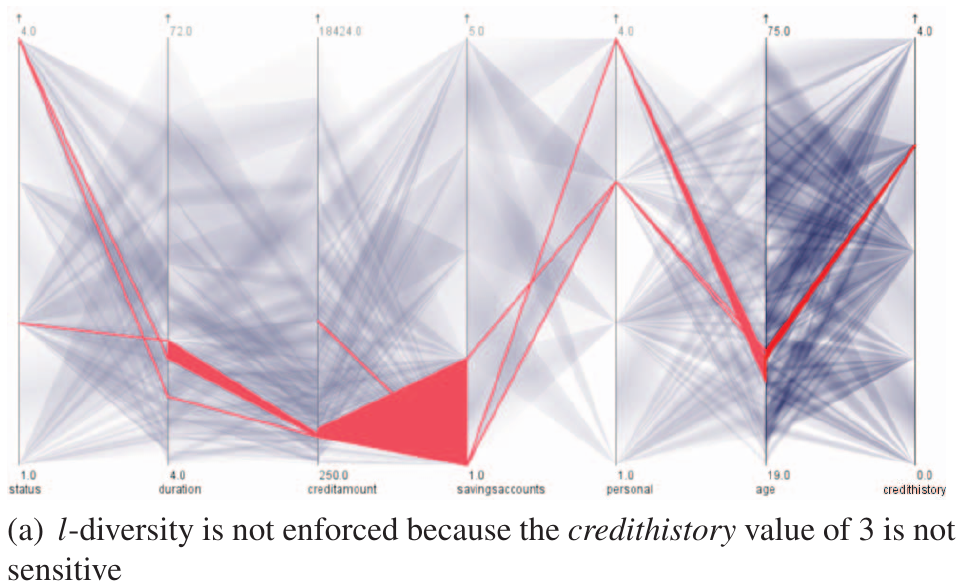 ↑ ↑ ↑ ↑ ↑ ↑ ↑
4.0 72.0 18424.0 5.0 4.0 75.0 4.0
1.0 4.0 250.0 1.0 1.0 19.0 0.0
status duration creditamount savingsaccounts personal age credithistory
(a) l-diversity is not enforced because the credithistory value of 3 is not
sensitive